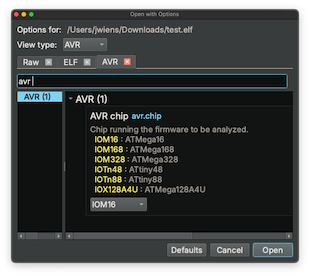 Open with Options
Options for: /Users/jwiens/Downloads/test.elf
View type: AVR
Raw ELF AVR
avr
AVR (1)
AVR (1)
AVR chip avr.chip
Chip running the firmware to be analyzed.
IOM16 : ATMega16
IOM168 : ATMega168
IOM328 : ATMega328
IOTn48 : ATtiny48
IOTn88 : ATtiny88
IOX128A4U : ATMega128A4U
IOM16
Defaults Cancel Open